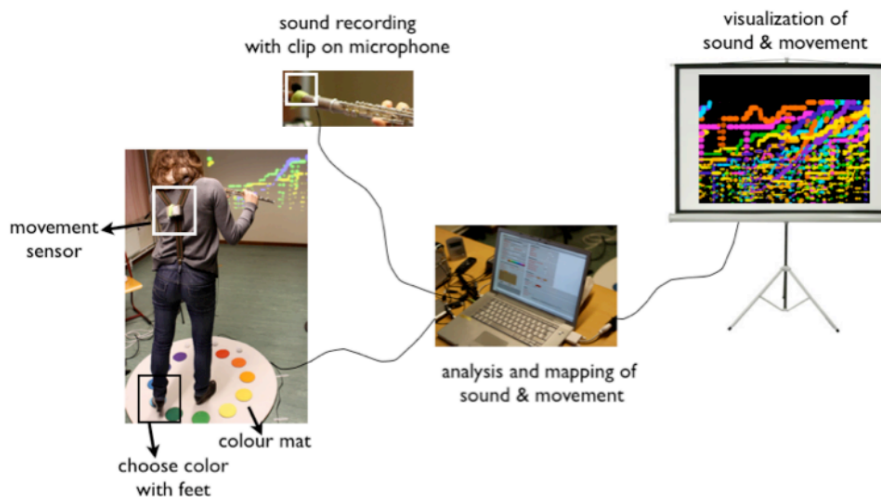 sound recording
with clip on microphone
visualization of
sound & movement
movement
sensor
analysis and mapping of
sound & movement
colour mat
choose color
with feet